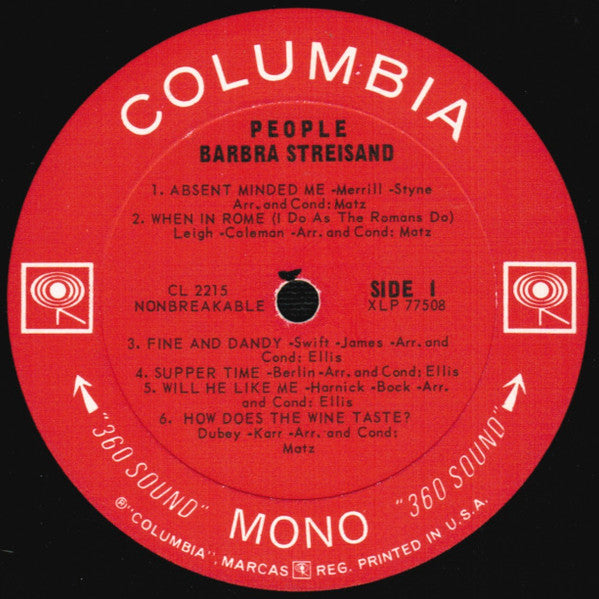 COLUMBIA
PEOPLE
BARBRA STREISAND
1. ABSENT MINDED ME -Merrill -Styne
Arr. and Cond: Matz
2. WHEN IN ROME (I Do As The Romans Do)
Leigh -Coleman -Arr. and Cond: Matz
CL 2215
NONBREAKABLE
SIDE 1
XLP 77508
3. FINE AND DANDY -Swift -James -Arr. and
Cond: Ellis
4. SUPPER TIME -Berlin -Arr. and Cond: Ellis
5. WILL HE LIKE ME -Harnick -Bock -Arr.
and Cond: Ellis
6. HOW DOES THE WINE TASTE?
Dubey -Karr -Arr. and Cond:
Matz
"360 SOUND"
MONO
"360 SOUND"
®"COLUMBIA", MARCAS REG. PRINTED IN U.S.A.